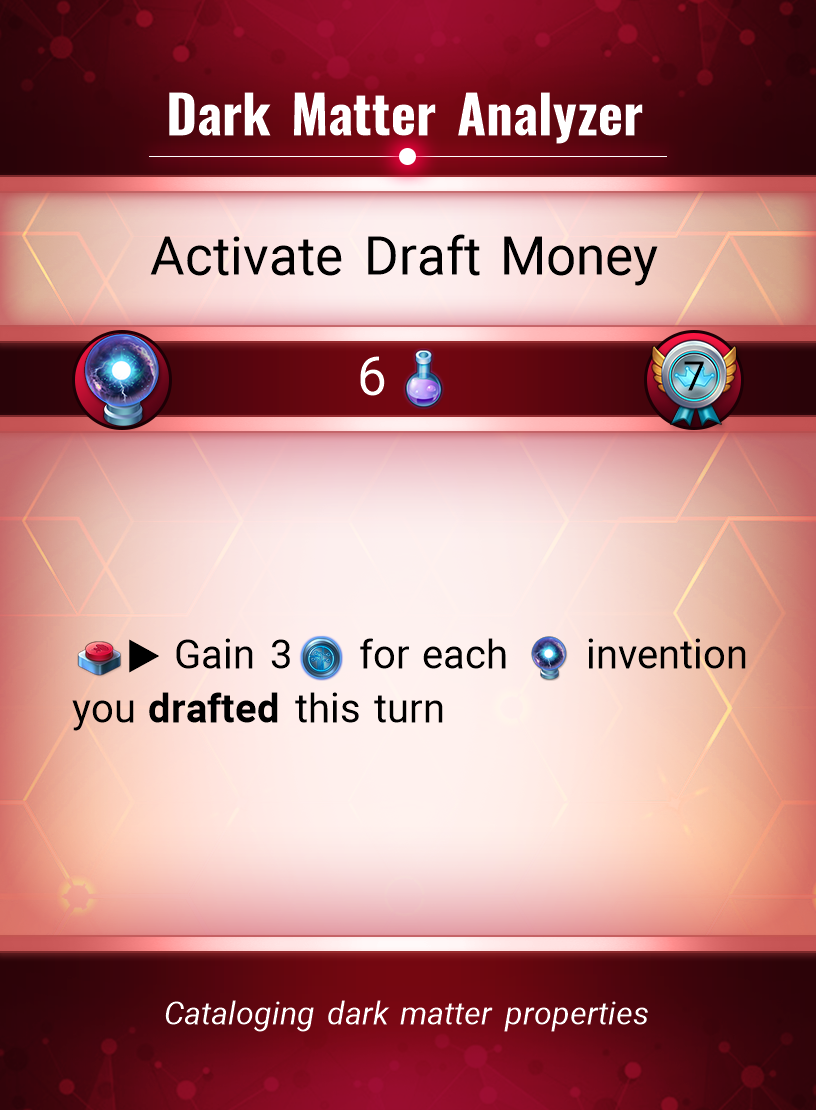 Dark Matter Analyzer
Activate Draft Money
6
7
▶ Gain 3 for each invention
you drafted this turn
Cataloging dark matter properties